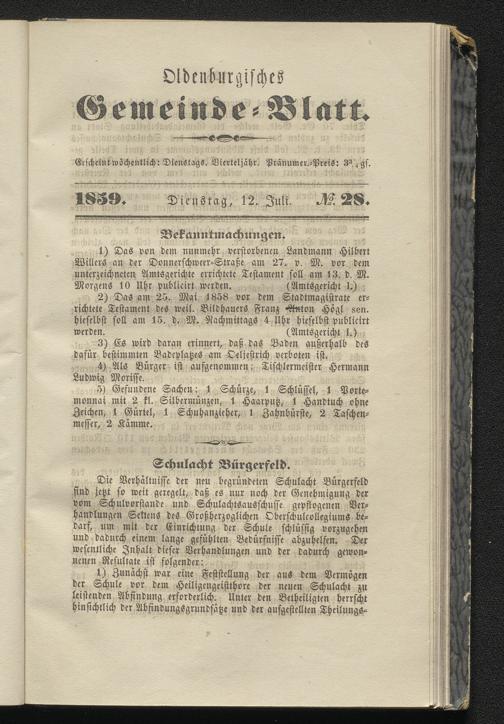 Oldenburgisches
Gemeinde-Blatt.
Erscheint wöchentlich: Dienstags. Vierteljähr. Pränumer.-Preis: 3¾ gs.
1859. Dienstag, 12. Juli. № 28.
Bekanntmachungen.
1) Das von dem nunmehr verstorbenen Landmann Hilbert
Willers an der Donnerschweer-Straße am 27. v. M. vor dem
unterzeichneten Amtsgerichte errichtete Testament soll am 13. d. M.
Morgens 10 Uhr publicirt werden. (Amtsgericht I.)
2) Das am 25. Mai 1858 vor dem Stadtmagistrate er-
richtete Testament des weil. Bildhauers Franz Anton Högl sen.
hieselbst soll am 15. d. M. Nachmittags 4 Uhr hieselbst publicirt
werden. (Amtsgericht I.)
3) Es wird daran erinnert, daß das Baden außerhalb des
dafür bestimmten Badeplatzes am Oeljestrich verboten ist.
4) Als Bürger ist aufgenommen: Tischlermeister Hermann
Ludwig Morisse.
5) Gefundene Sachen: 1 Schürze, 1 Schlüssel, 1 Porte-
monnai mit 2 kl. Silbermünzen, 1 Haarputz, 1 Handtuch ohne
Zeichen, 1 Gürtel, 1 Schuhanzieher, 1 Zahnbürste, 2 Taschen-
messer, 2 Kämme.
Schulacht Bürgerfeld.
Die Verhältnisse der neu begründeten Schulacht Bürgerfeld
sind jetzt so weit geregelt, daß es nur noch der Genehmigung der
vom Schulvorstande und Schulachtsausschusse gepflogenen Ver-
handlungen Seitens des Großherzoglichen Oberschulcollegiums be-
darf, um mit der Einrichtung der Schule schlüssig vorzugehen
und dadurch einem lange gefühlten Bedürfnisse abzuhelfen. Der
wesentliche Inhalt dieser Verhandlungen und der dadurch gewon-
nenen Resultate ist folgender:
1) Zunächst war eine Feststellung der aus dem Vermögen
der Schule vor dem Heiligengeistthore der neuen Schulacht zu
leistenden Abfindung erforderlich. Unter den Betheiligten herrscht
hinsichtlich der Abfindungsgrundsätze und der aufgestellten Theilungs-